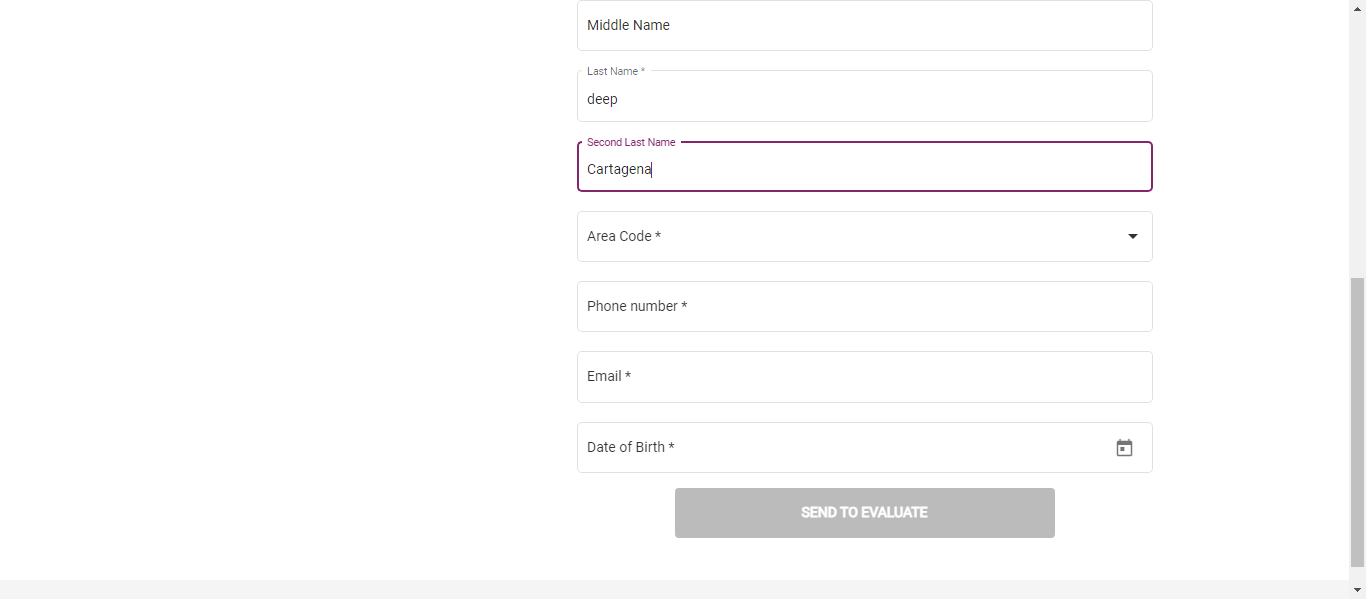 Middle Name
Last Name *
deep
Second Last Name
Cartagena
Area Code *
Phone number *
Email *
Date of Birth *
SEND TO EVALUATE